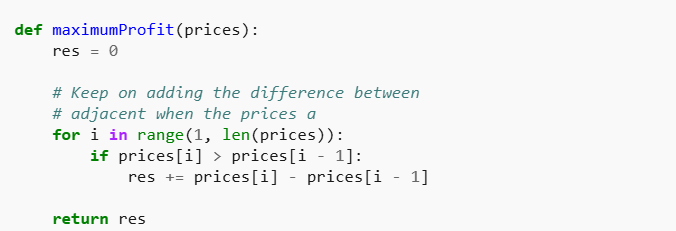 def maximumProfit(prices):
    res = 0

    # Keep on adding the difference between
    # adjacent when the prices a
    for i in range(1, len(prices)):
        if prices[i] > prices[i - 1]:
            res += prices[i] - prices[i - 1]

    return res